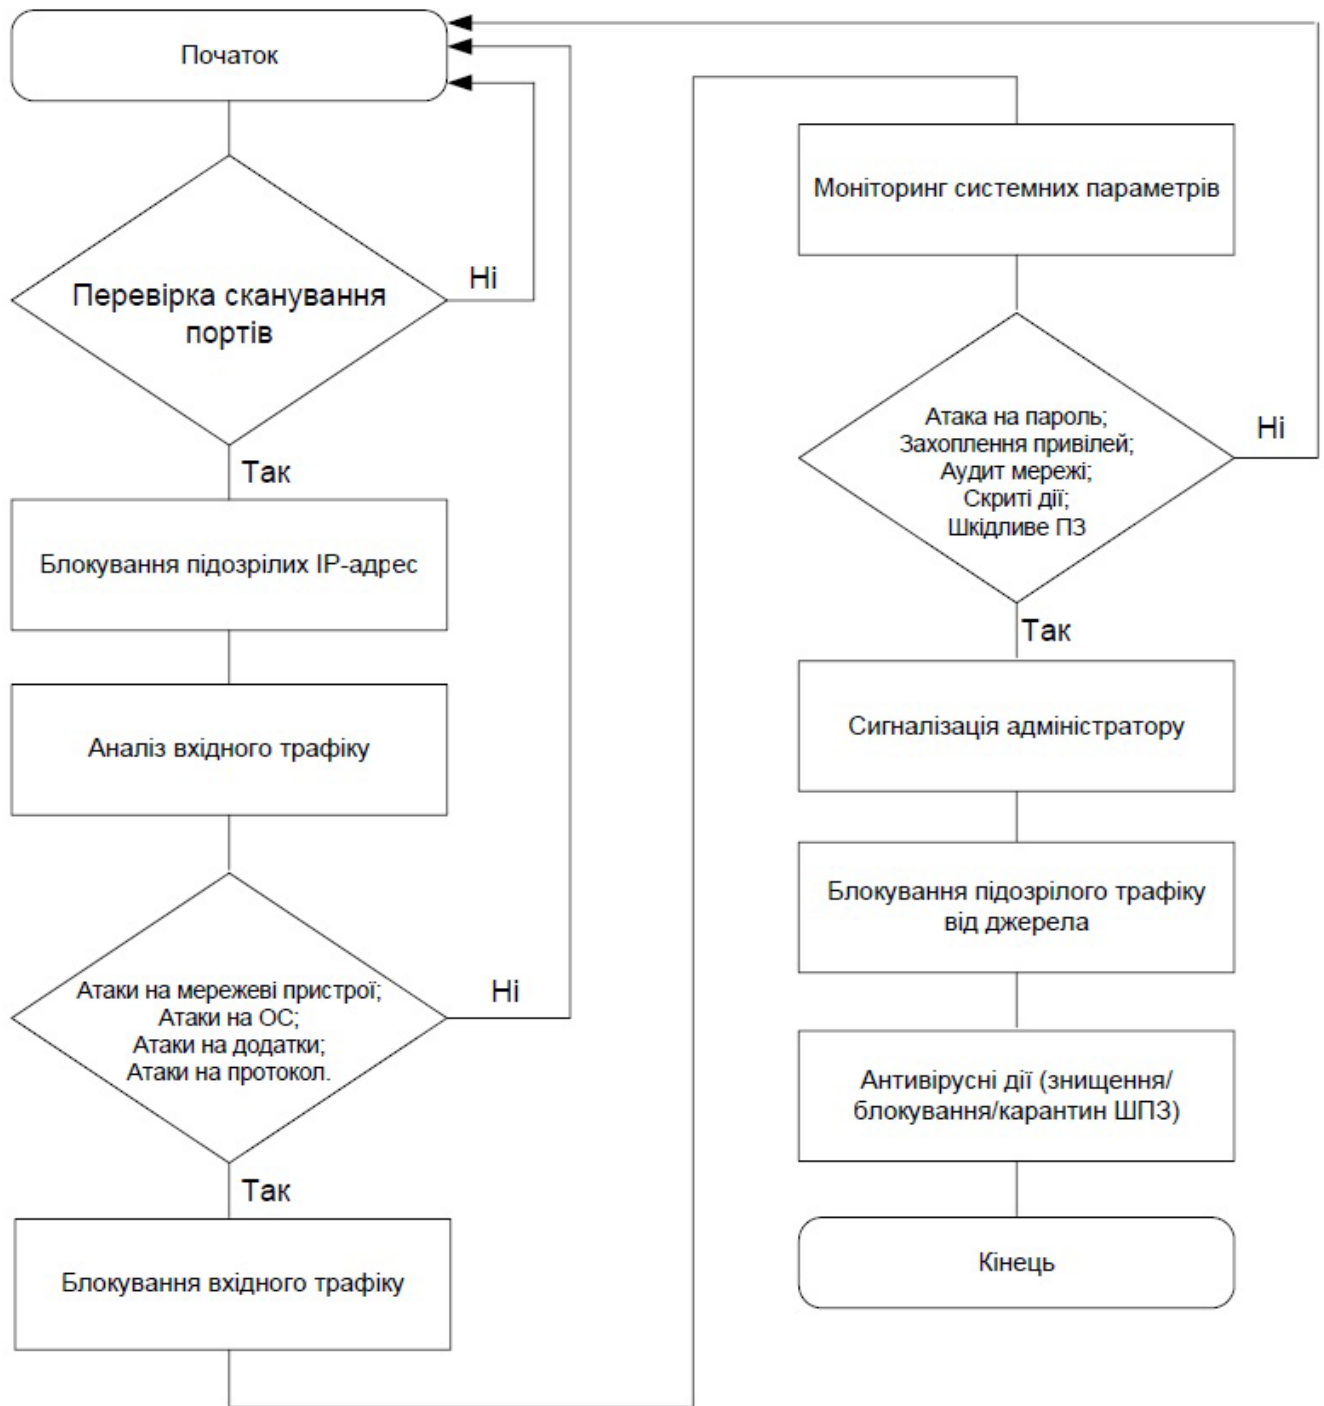 Початок
Перевірка сканування
портів
Ні
Так
Блокування підозрілих IP-адрес
Аналіз вхідного трафіку
Атаки на мережеві пристрої;
Атаки на ОС;
Атаки на додатки;
Атаки на протокол.
Ні
Так
Блокування вхідного трафіку
Моніторинг системних параметрів
Атака на пароль;
Захоплення привілей;
Аудит мережі;
Скриті дії;
Шкідливе ПЗ
Ні
Так
Сигналізація адміністратору
Блокування підозрілого трафіку
від джерела
Антивірусні дії (знищення/
блокування/карантин ШПЗ)
Кінець